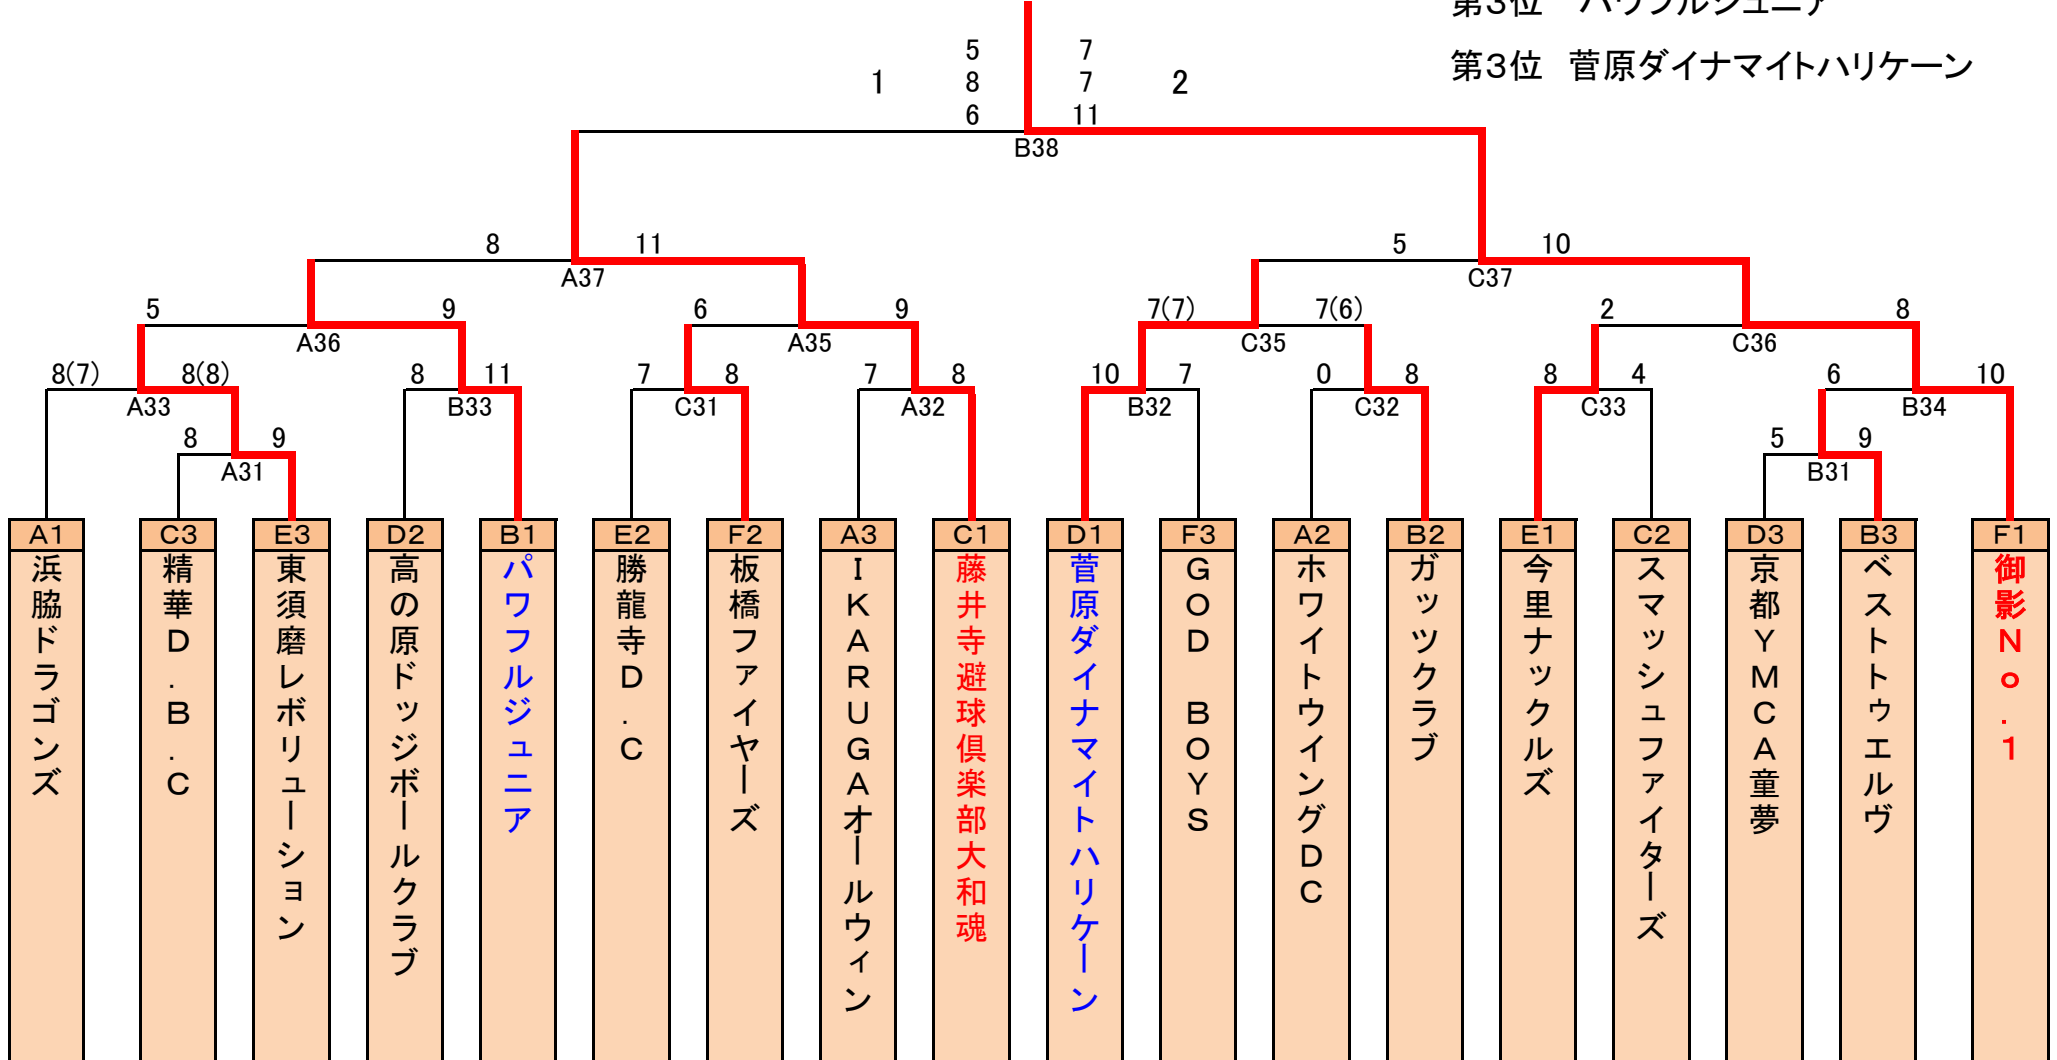 第3位 パワフルジュニア
5 7
1 8 7 2
6 11
B38
第3位 菅原ダイナマイトハリケーン
8 11 5 10
A37 C37
5 9 6 9 7(7) 7(6) 2 8
A36 A35 C35 C36
8(7) 8(8) 8 11 7 8 7 8 10 7 0 8 8 4 6 10
A33 B33 C31 A32 B32 C32 C33 B34
8 9 5 9
A31 B31
A1 C3 E3 D2 B1 E2 F2 A3 C1 D1 F3 A2 B2 E1 C2 D3 B3 F1
浜脇ドラゴンズ
精華D.B.C
東須磨レボリューション
高の原ドッジボールクラブ
パワフルジュニア
勝龍寺D.C
板橋ファイヤーズ
IKARUGAオールウィン
藤井寺避球倶楽部大和魂
菅原ダイナマイトハリケーン
GOD BOYS
ホワイトウイングDC
ガッツクラブ
今里ナックルズ
スマッシュファイターズ
京都YMCA童夢
ベストトゥエルヴ
御影No.1